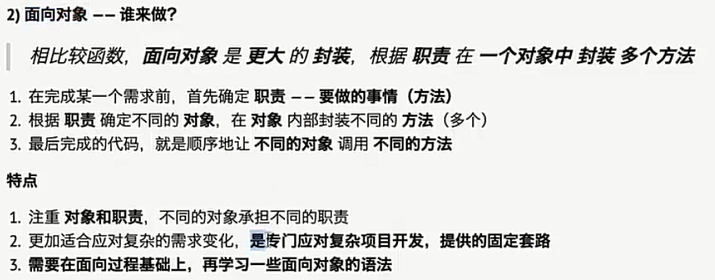 2) 面向对象 —— 谁来做？
相比较函数，面向对象 是 更大 的 封装，根据 职责 在 一个对象中 封装 多个方法
1. 在完成某一个需求前，首先确定 职责 —— 要做的事情（方法）
2. 根据 职责 确定不同的 对象，在 对象 内部封装不同的 方法（多个）
3. 最后完成的代码，就是顺序地让 不同的对象 调用 不同的方法
特点
1. 注重 对象和职责，不同的对象承担不同的职责
2. 更加适合应对复杂的需求变化，是专门应对复杂项目开发，提供的固定套路
3. 需要在面向过程基础上，再学习一些面向对象的语法